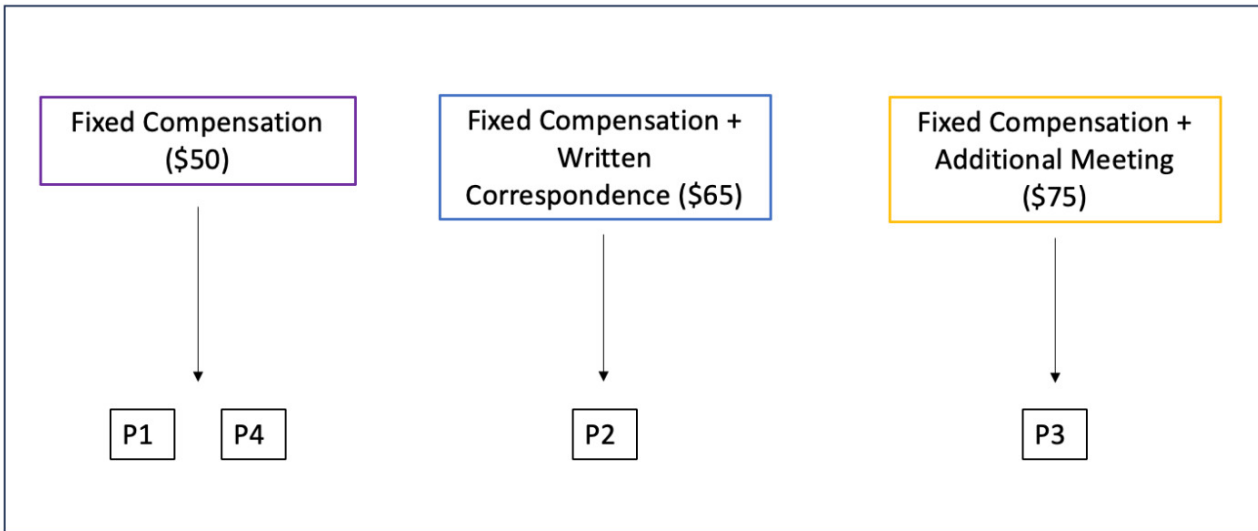 Fixed Compensation
($50)
Fixed Compensation +
Written
Correspondence ($65)
Fixed Compensation +
Additional Meeting
($75)
P1
P4
P2
P3